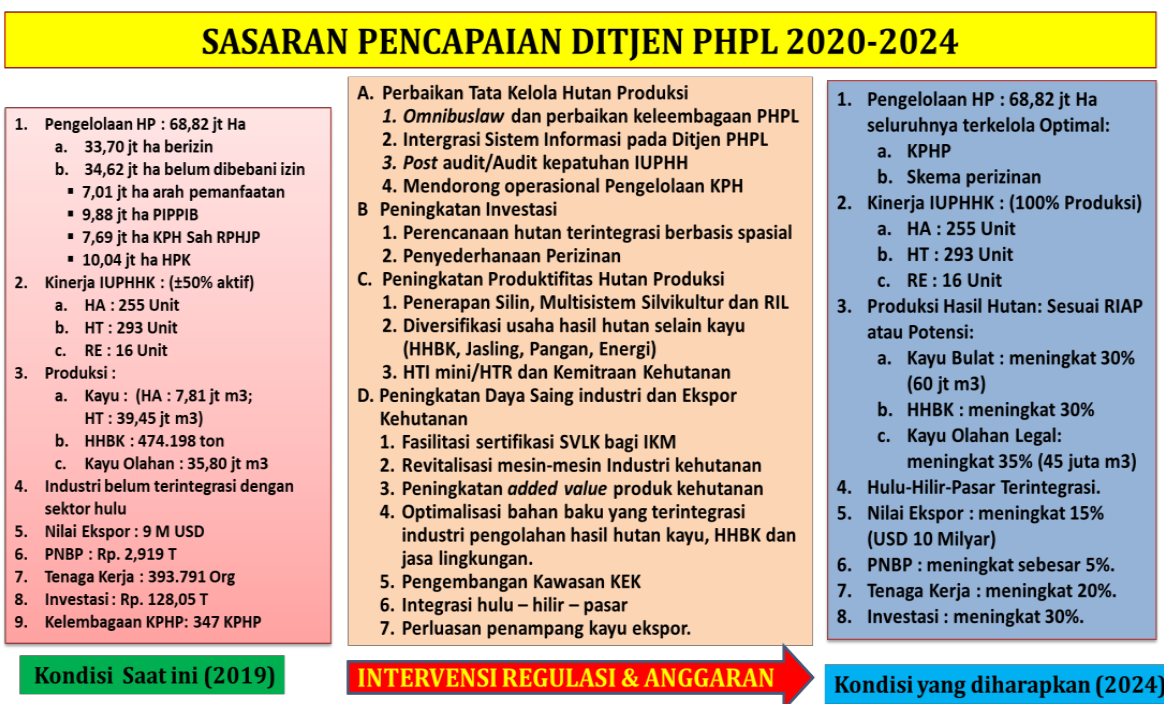 SASARAN PENCAPAIAN DITJEN PHPL 2020-2024
1. Pengelolaan HP : 68,82 jt Ha
a. 33,70 jt ha berizin
b. 34,62 jt ha belum dibebani izin
▪ 7,01 jt ha arah pemanfaatan
▪ 9,88 jt ha PIPPIB
▪ 7,69 jt ha KPH Sah RPHJP
▪ 10,04 jt ha HPK
2. Kinerja IUPHHK : (±50% aktif)
a. HA : 255 Unit
b. HT : 293 Unit
c. RE : 16 Unit
3. Produksi :
a. Kayu : (HA : 7,81 jt m3;
HT : 39,45 jt m3)
b. HHBK : 474.198 ton
c. Kayu Olahan : 35,80 jt m3
4. Industri belum terintegrasi dengan
sektor hulu
5. Nilai Ekspor : 9 M USD
6. PNBP : Rp. 2,919 T
7. Tenaga Kerja : 393.791 Org
8. Investasi : Rp. 128,05 T
9. Kelembagaan KPHP: 347 KPHP
Kondisi Saat ini (2019)
A. Perbaikan Tata Kelola Hutan Produksi
1. Omnibuslaw dan perbaikan keleembagaan PHPL
2. Intergrasi Sistem Informasi pada Ditjen PHPL
3. Post audit/Audit kepatuhan IUPHH
4. Mendorong operasional Pengelolaan KPH
B Peningkatan Investasi
1. Perencanaan hutan terintegrasi berbasis spasial
2. Penyederhanaan Perizinan
C. Peningkatan Produktifitas Hutan Produksi
1. Penerapan Silin, Multisistem Silvikultur dan RIL
2. Diversifikasi usaha hasil hutan selain kayu
(HHBK, Jasling, Pangan, Energi)
3. HTI mini/HTR dan Kemitraan Kehutanan
D. Peningkatan Daya Saing industri dan Ekspor
Kehutanan
1. Fasilitasi sertifikasi SVLK bagi IKM
2. Revitalisasi mesin-mesin Industri kehutanan
3. Peningkatan added value produk kehutanan
4. Optimalisasi bahan baku yang terintegrasi
industri pengolahan hasil hutan kayu, HHBK dan
jasa lingkungan.
5. Pengembangan Kawasan KEK
6. Integrasi hulu – hilir – pasar
7. Perluasan penampang kayu ekspor.
INTERVENSI REGULASI & ANGGARAN
1. Pengelolaan HP : 68,82 jt Ha
seluruhnya terkelola Optimal:
a. KPHP
b. Skema perizinan
2. Kinerja IUPHHK : (100% Produksi)
a. HA : 255 Unit
b. HT : 293 Unit
c. RE : 16 Unit
3. Produksi Hasil Hutan: Sesuai RIAP
atau Potensi:
a. Kayu Bulat : meningkat 30%
(60 jt m3)
b. HHBK : meningkat 30%
c. Kayu Olahan Legal:
meningkat 35% (45 juta m3)
4. Hulu-Hilir-Pasar Terintegrasi.
5. Nilai Ekspor : meningkat 15%
(USD 10 Milyar)
6. PNBP : meningkat sebesar 5%.
7. Tenaga Kerja : meningkat 20%.
8. Investasi : meningkat 30%.
Kondisi yang diharapkan (2024)